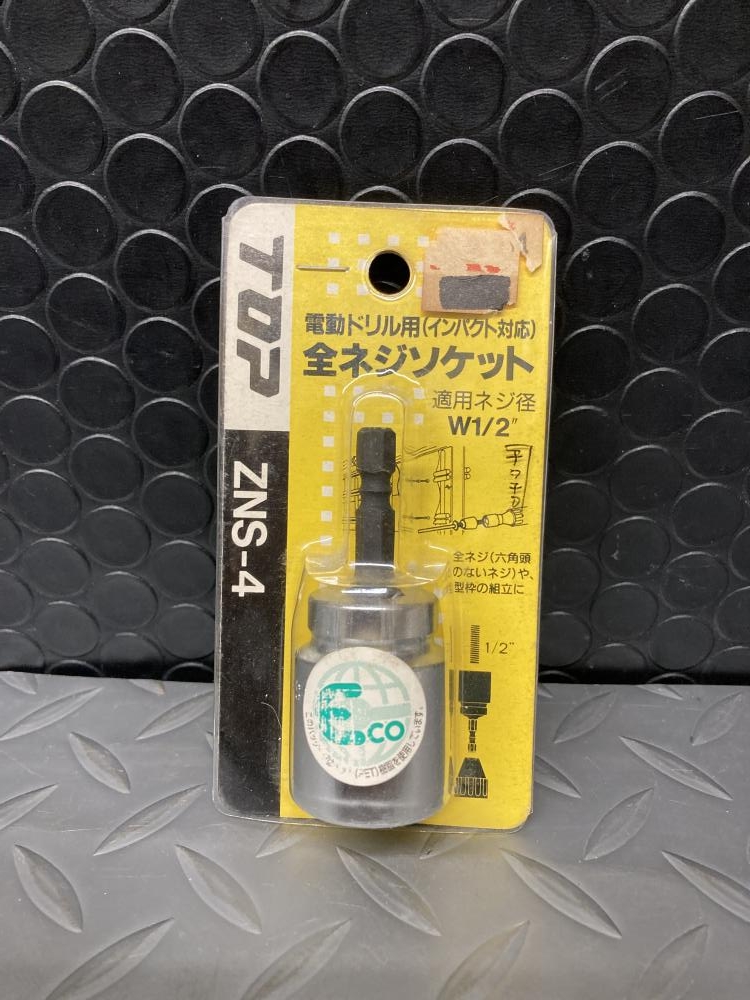 TOP
ZNS-4
電動ドリル用(インパクト対応)
全ネジソケット
適用ネジ径
W1/2"
全ネジ(六角頭
のないネジ)や、
型枠の組立に
1/2"
Eco